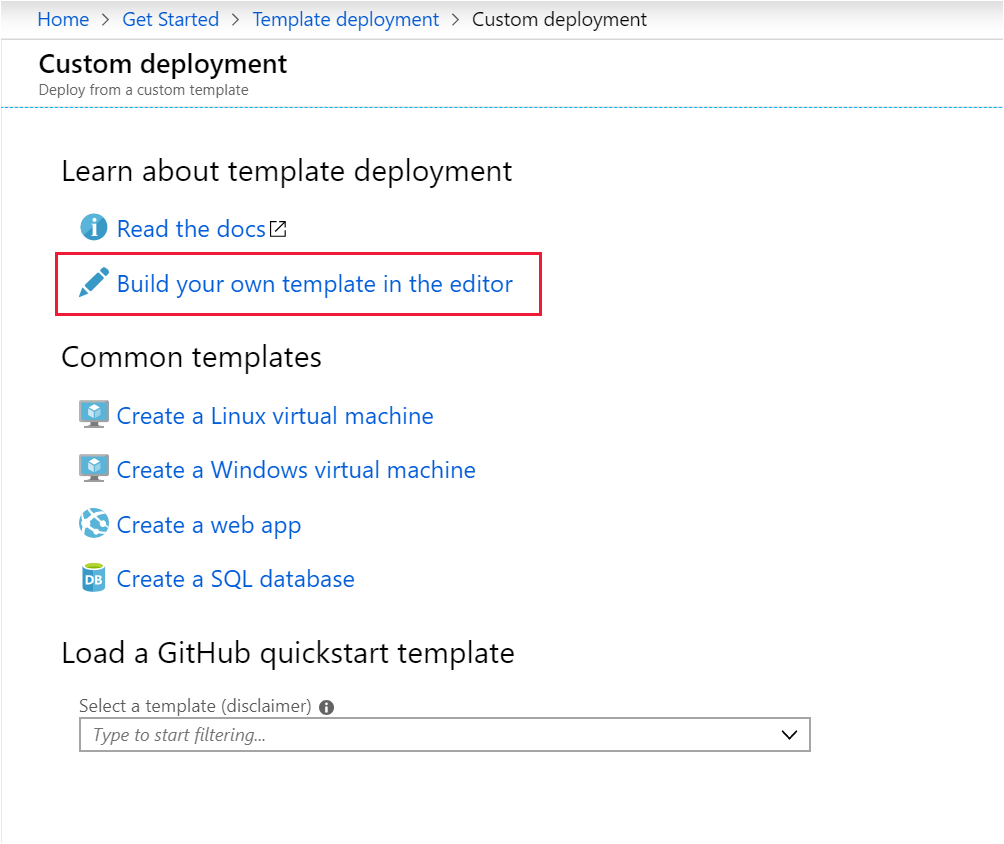 Home > Get Started > Template deployment > Custom deployment
Custom deployment
Deploy from a custom template
Learn about template deployment
Read the docs
Build your own template in the editor
Common templates
Create a Linux virtual machine
Create a Windows virtual machine
Create a web app
DB Create a SQL database
Load a GitHub quickstart template
Select a template (disclaimer)
Type to start filtering...